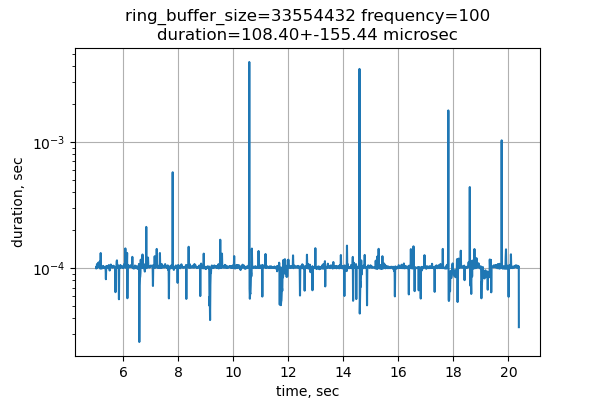 ring_buffer_size=33554432 frequency=100
duration=108.40+-155.44 microsec
duration, sec
10^-3
10^-4
6 8 10 12 14 16 18 20
time, sec